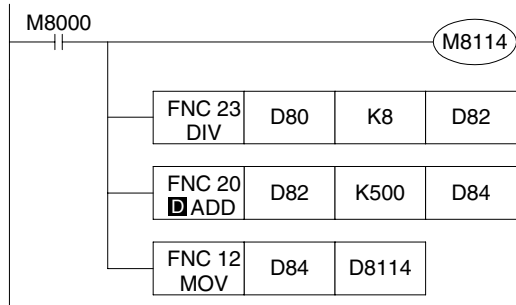 M8000
M8114
FNC 23 D80 K8 D82
DIV
FNC 20 D82 K500 D84
D ADD
FNC 12 D84 D8114
MOV